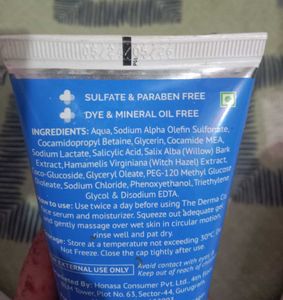 SULFATE & PARABEN FREE
DYE & MINERAL OIL FREE
INGREDIENTS: Aqua, Sodium Alpha Olefin Sulfonate,
Cocamidopropyl Betaine, Glycerin, Cocamide MEA,
Sodium Lactate, Salicylic Acid, Salix Alba (Willow) Bark
Extract, Hamamelis Virginiana (Witch Hazel) Extract,
Coco-Glucoside, Glyceryl Oleate, PEG-120 Methyl Glucose
Dioleate, Sodium Chloride, Phenoxyethanol, Triethylene
Glycol & Disodium EDTA.
How to use: Use twice a day before using The Derma Co
face serum and moisturizer. Squeeze out adequate gel
and gently massage over wet skin in circular motion,
rinse well and pat dry.
Storage: Store at a temperature not exceeding 30°C. Do
Not Freeze. Close the cap tightly after use.
EXTERNAL USE ONLY
Avoid contact with eyes
Keep out of reach of
By: Honasa Consumer Pvt. Ltd., 4th
Tower, Plot No. 63, Sector-44, Gurugram